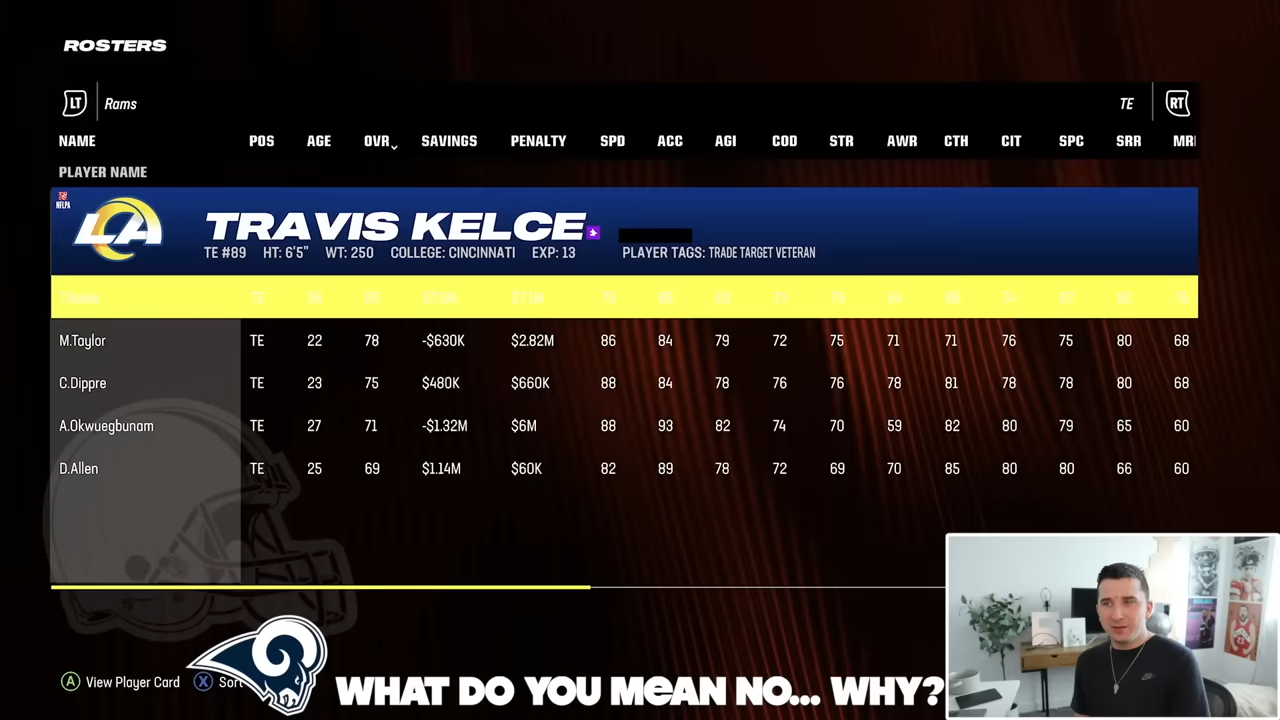 ROSTERS
LT Rams TE RT
NAME POS AGE OVR SAVINGS PENALTY SPD ACC AGI COD STR AWR CTH CIT SPC SRR
PLAYER NAME
NFLPA
LA
TRAVIS KELCE
TE #89 HT: 6'5" WT: 250 COLLEGE: CINCINNATI EXP: 13 PLAYER TAGS: TRADE TARGET VETERAN
M.Taylor TE 22 78 -$630K $2.82M 86 84 79 72 75 71 71 76 75 80 68
C.Dippre TE 23 75 $480K $660K 88 84 78 76 76 78 81 78 78 80 68
A.Okwuegbunam TE 27 71 -$1.32M $6M 88 93 82 74 70 59 82 80 79 65 60
D.Allen TE 25 69 $1.14M $60K 82 89 78 72 69 70 85 80 80 66 60
A View Player Card X Sort
WHAT DO YOU MEAN NO... WHY?